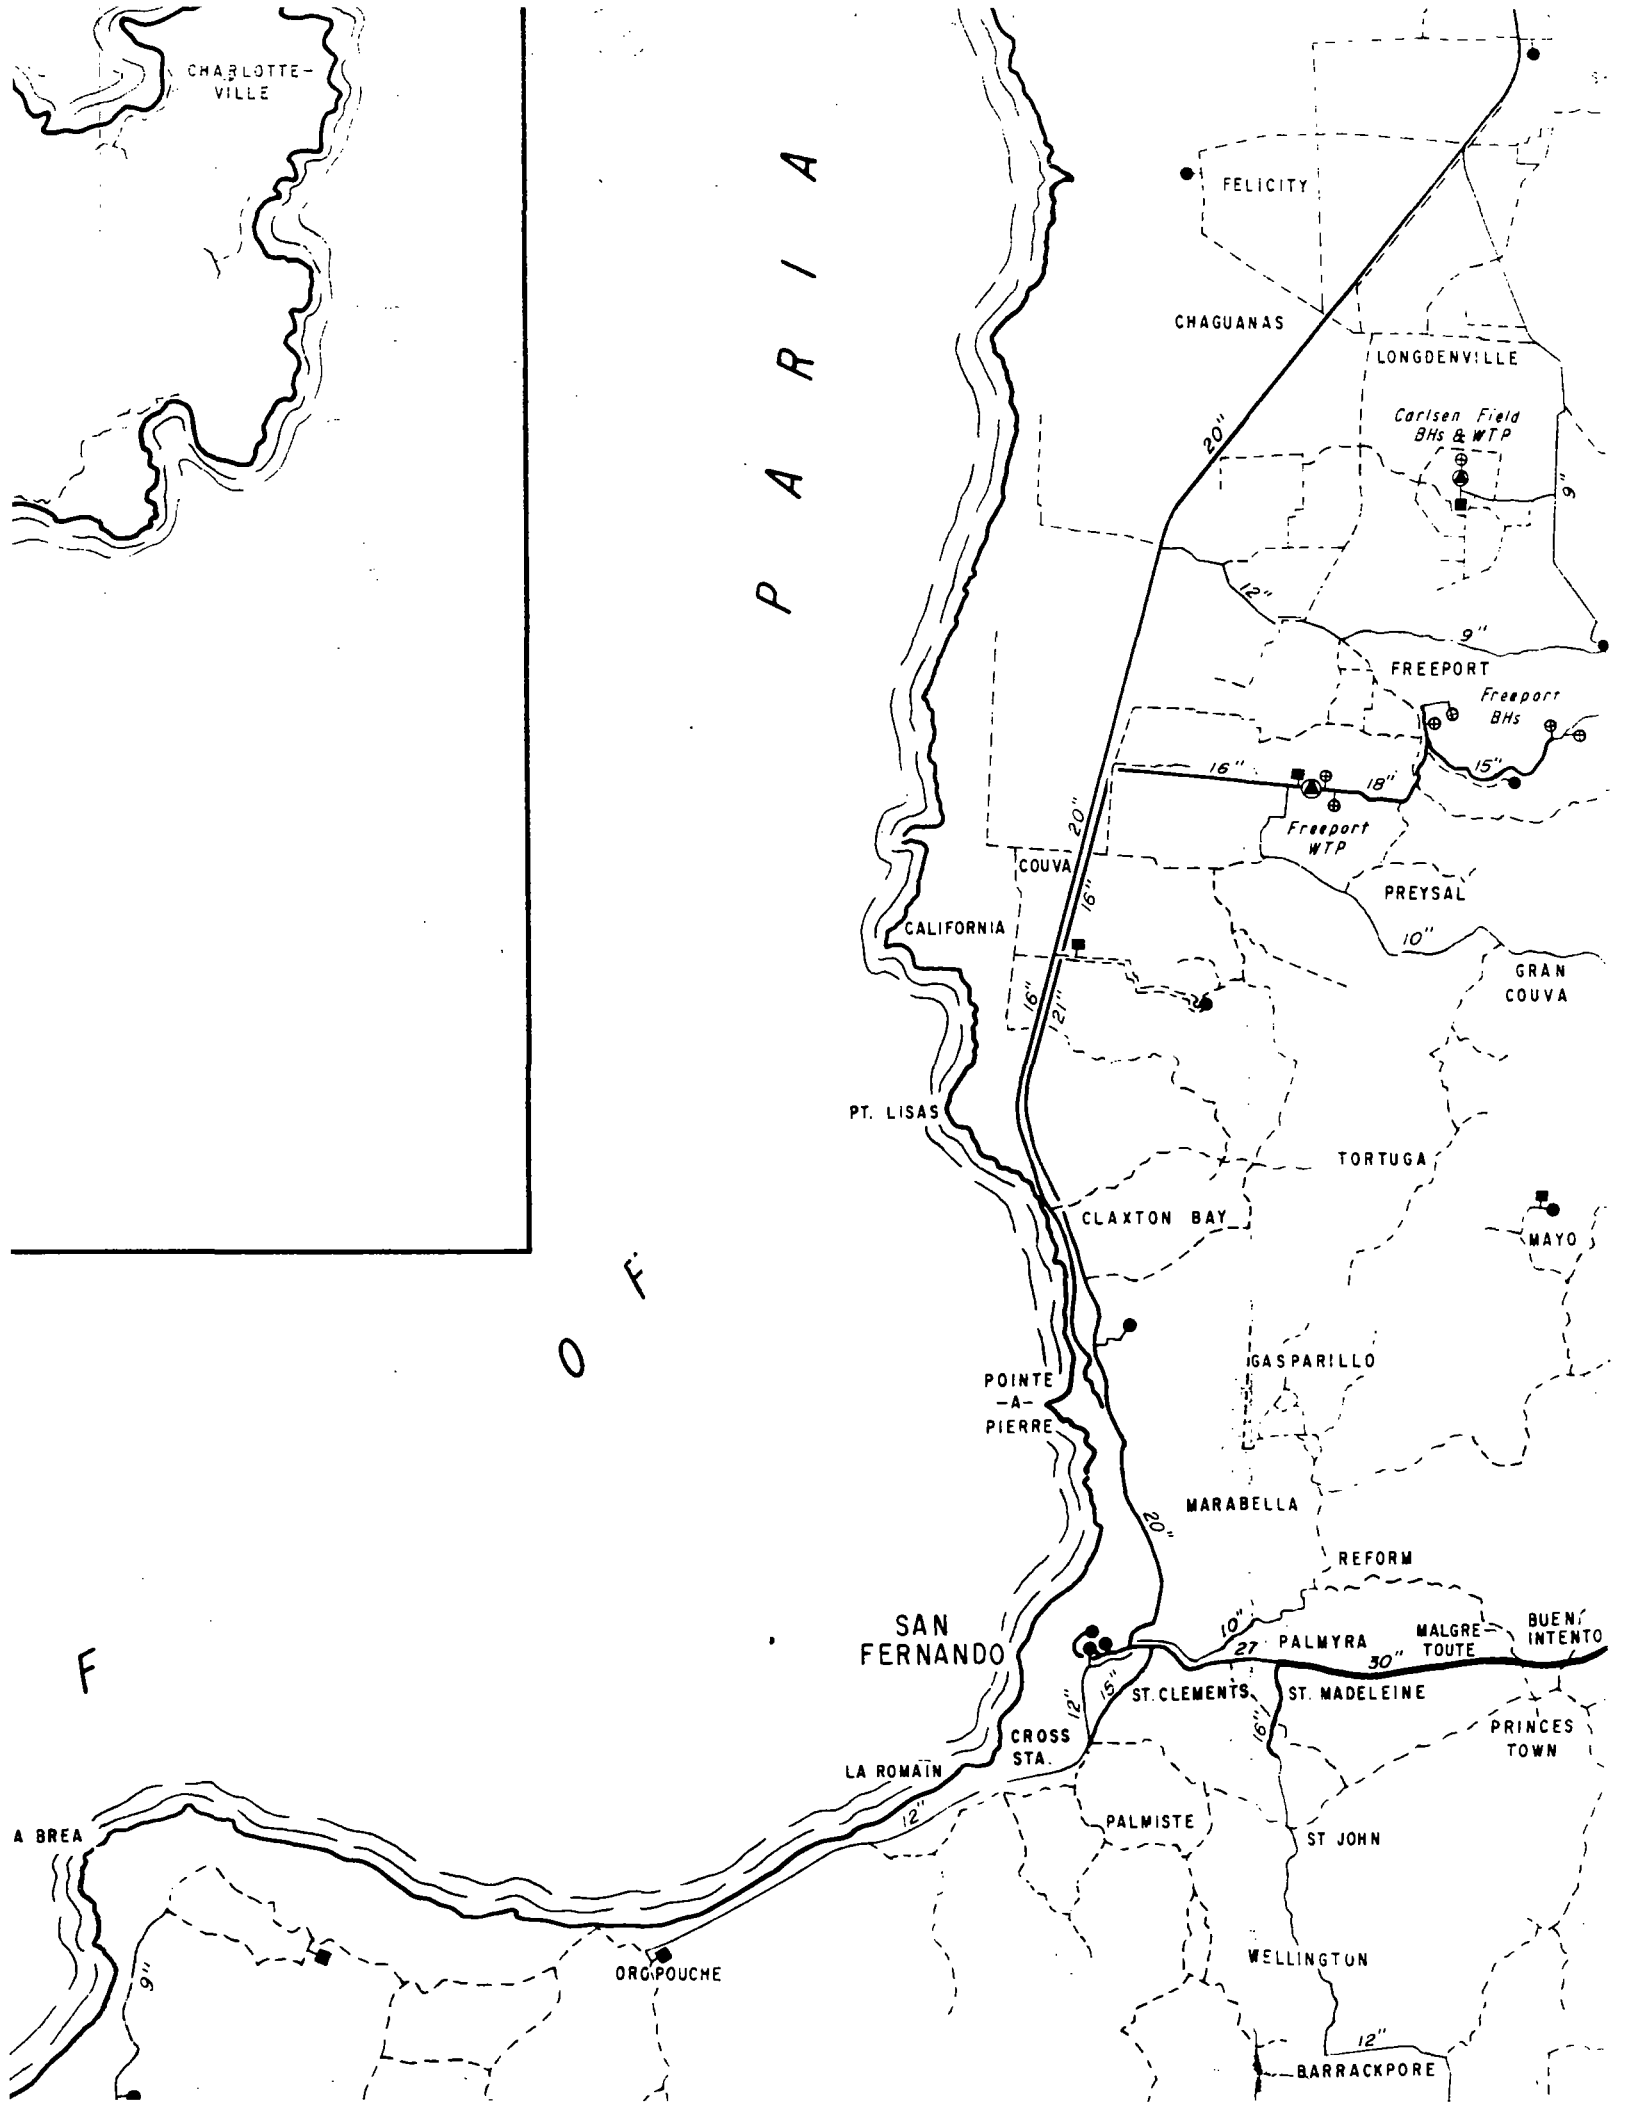 CHARLOTTE-
VILLE
PARIA
OF
F
FELICITY
CHAGUANAS
LONGDENVILLE
Carlsen Field
BHs & WTP
20"
9"
12"
9"
FREEPORT
Freeport
BHs
16"
18"
15"
Freeport
WTP
20"
COUVA
16"
PREYSAL
CALIFORNIA
10"
GRAN
COUVA
16"
21"
PT. LISAS
TORTUGA
CLAXTON BAY
MAYO
GASPARILLO
POINTE
-A-
PIERRE
MARABELLA
20"
REFORM
SAN
FERNANDO
10"
27
PALMYRA
MALGRE-
TOUTE
BUEN
INTENTO
30"
12"
15"
ST. CLEMENTS
ST. MADELEINE
16"
PRINCES
TOWN
CROSS
STA.
LA ROMAIN
12"
PALMISTE
ST JOHN
A BREA
9"
OROPOUCHE
WELLINGTON
12"
BARRACKPORE